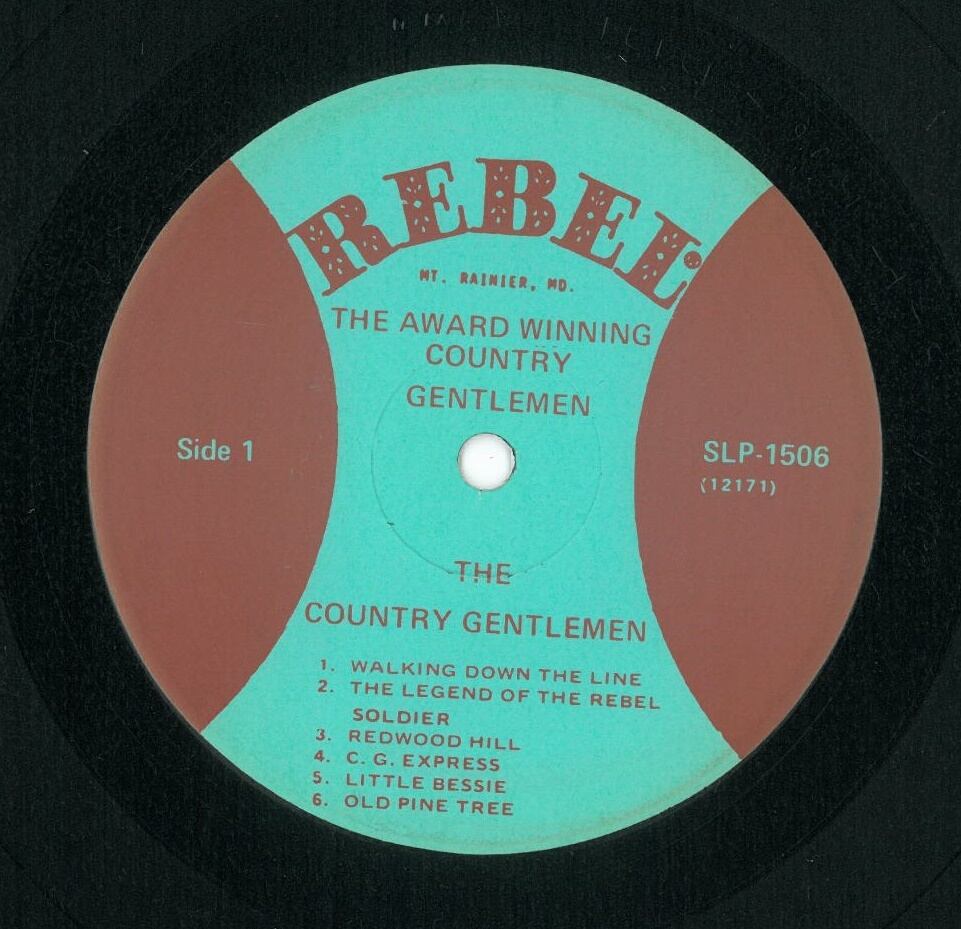 REBEL
MT. RAINIER, MD.
THE AWARD WINNING
COUNTRY
GENTLEMEN
Side 1
SLP-1506
(12171)
THE
COUNTRY GENTLEMEN
1. WALKING DOWN THE LINE
2. THE LEGEND OF THE REBEL
SOLDIER
3. REDWOOD HILL
4. C. G. EXPRESS
5. LITTLE BESSIE
6. OLD PINE TREE